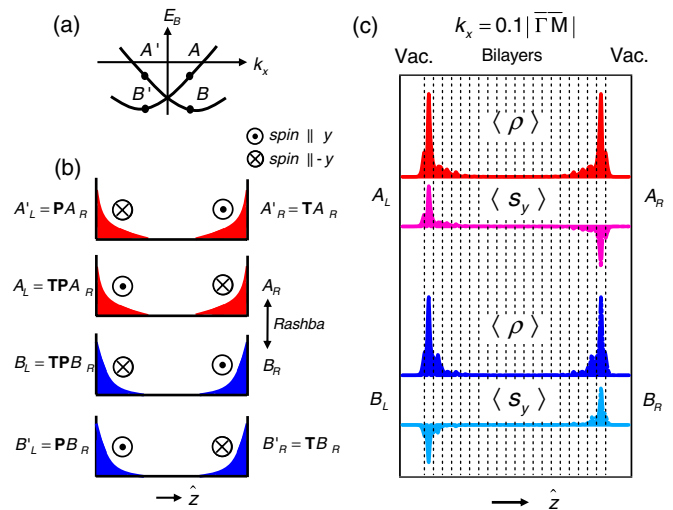 (a)
E_B
A' A
k_x
B' B
⊙ spin || y
⊗ spin || -y
(b)
A'_L = PA_R ⊗ ⊙ A'_R = TA_R
A_L = TPA_R ⊙ ⊗ A_R
Rashba
B_L = TPB_R ⊗ ⊙ B_R
B'_L = PB_R ⊙ ⊗ B'_R = TB_R
→ ẑ
(c)
k_x = 0.1 | Γ̅ M̅ |
Vac. Bilayers Vac.
⟨ρ⟩
A_L ⟨s_y⟩ A_R
⟨ρ⟩
B_L ⟨s_y⟩ B_R
→ ẑ